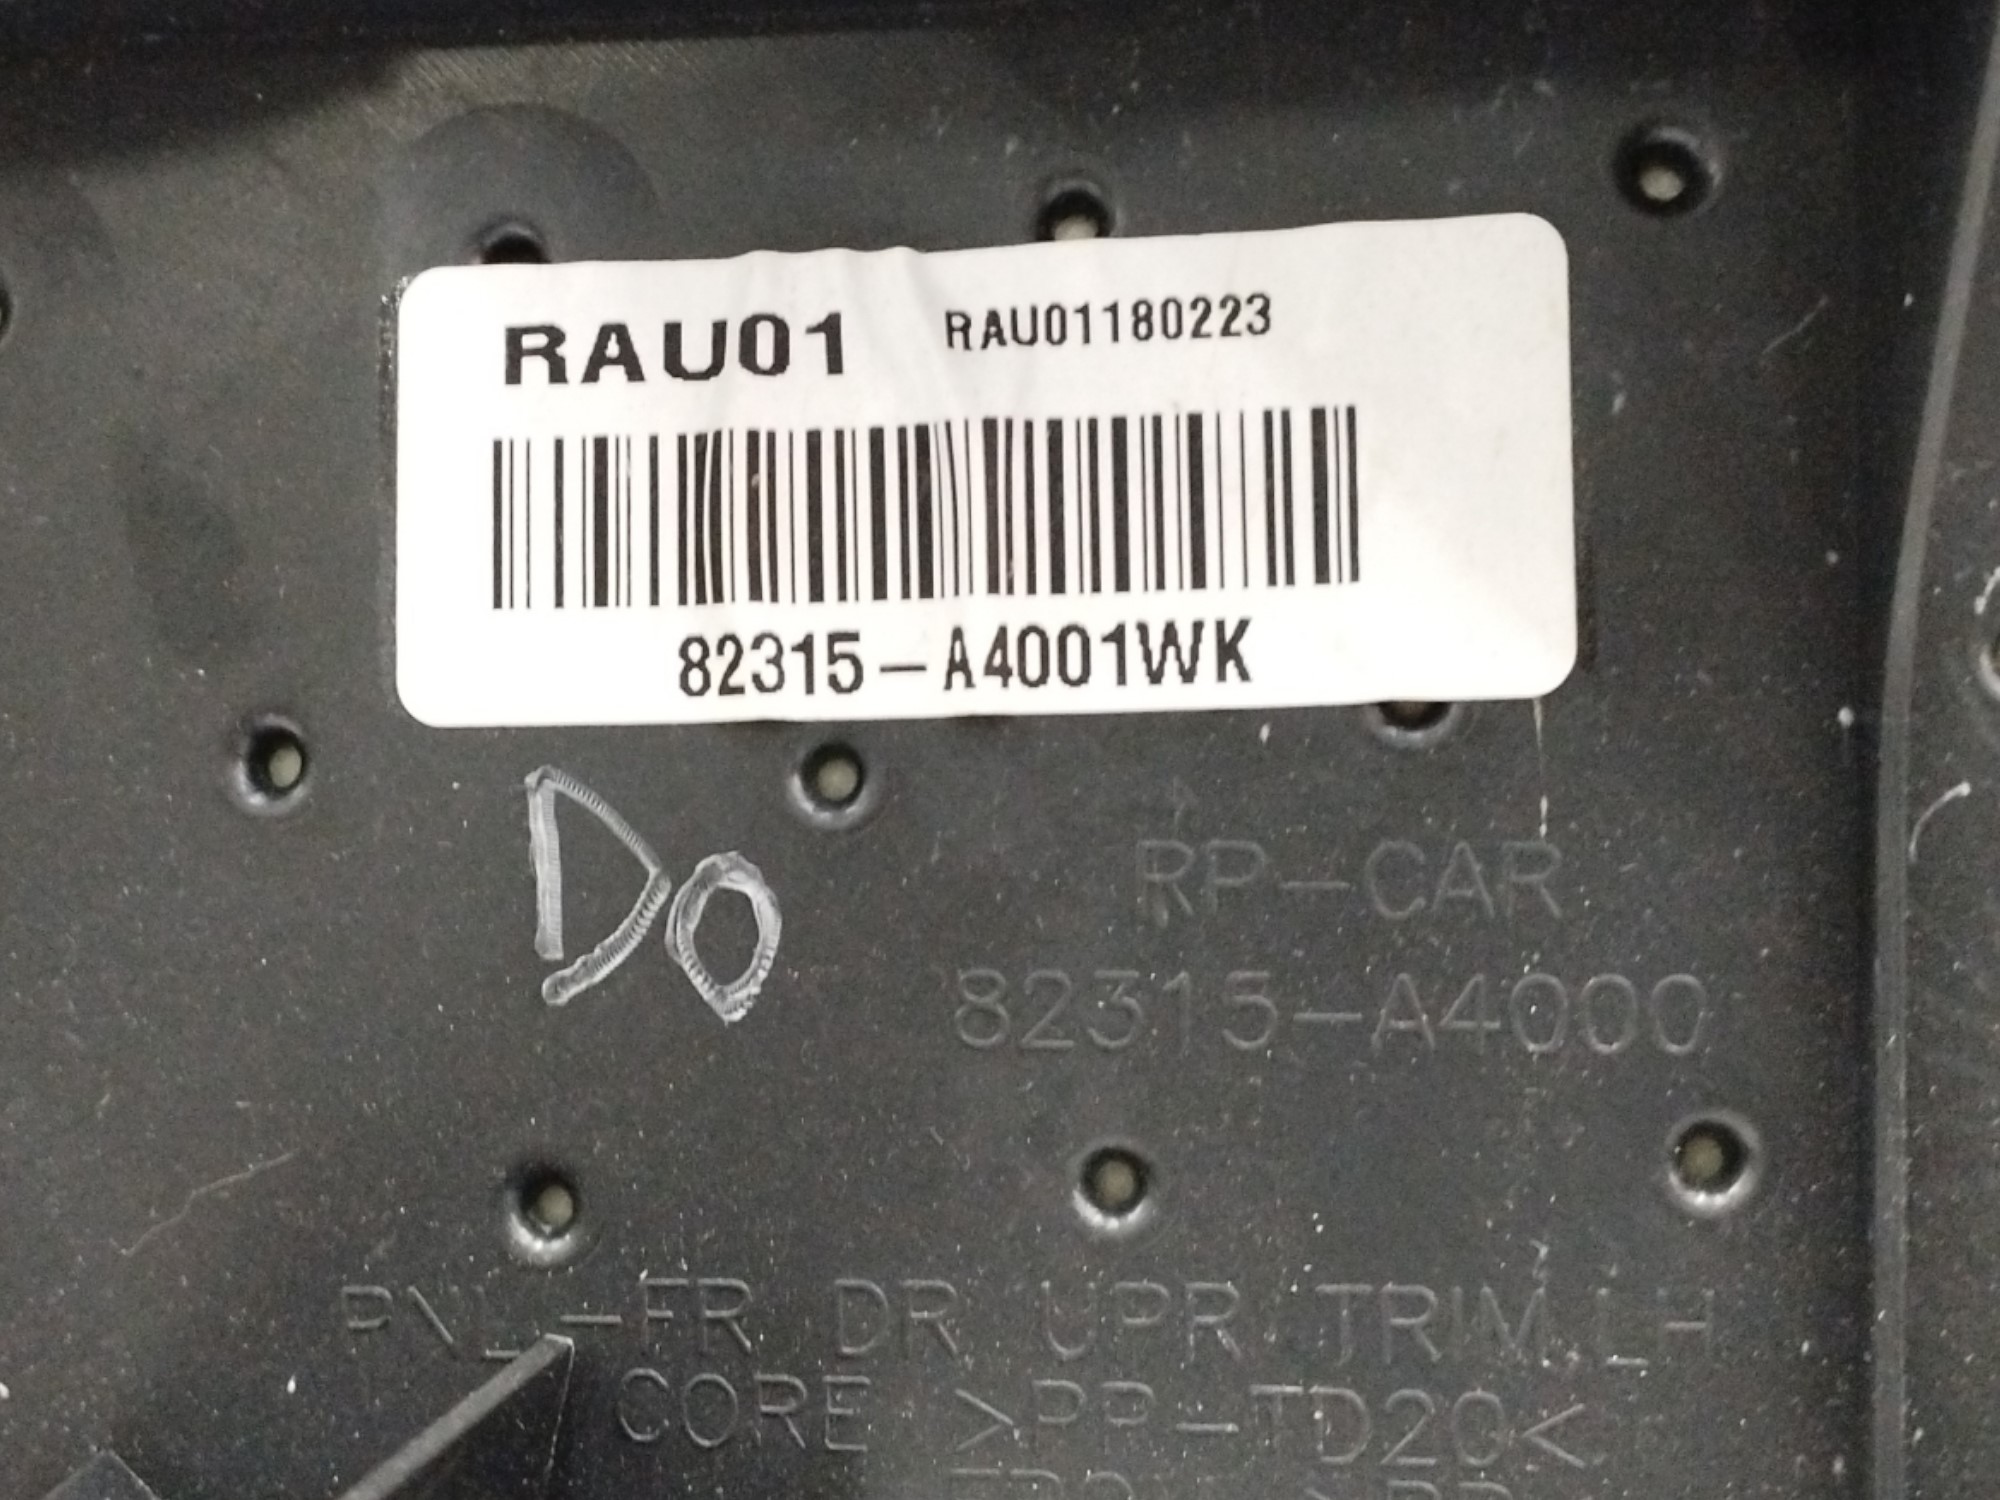 RAU01 RAU01180223
82315-A4001WK
DO
RP-CAR
82315-A4000
PNL-FR DR UPR TRIM,LH
CORE >PP-TD20<